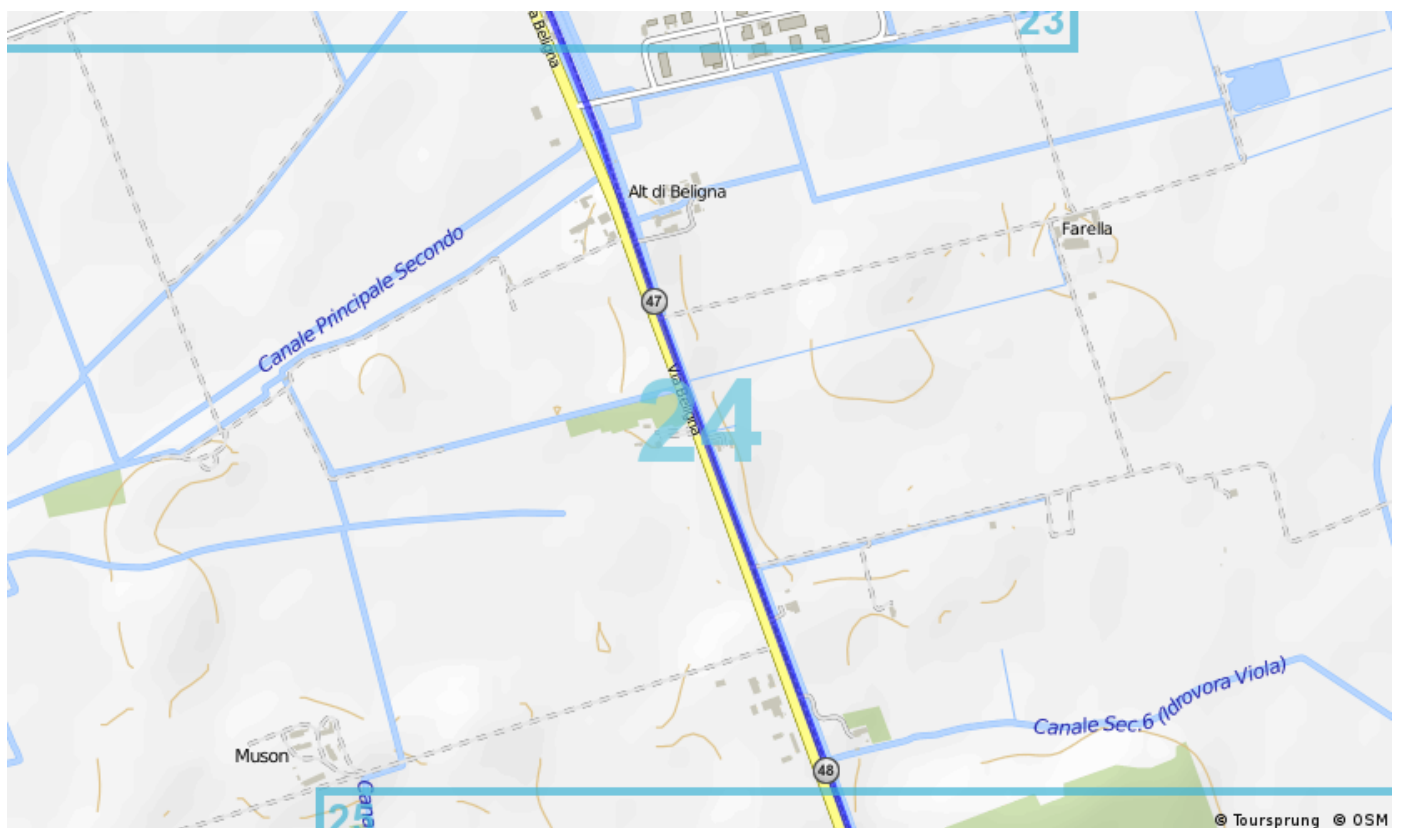 23
a Beligna
Alt di Beligna
Farella
Canale Principale Secondo
47
Via Beligna
24
Canale Sec.6 (Idrovora Viola)
Muson
48
25
Cana
© Toursprung © OSM